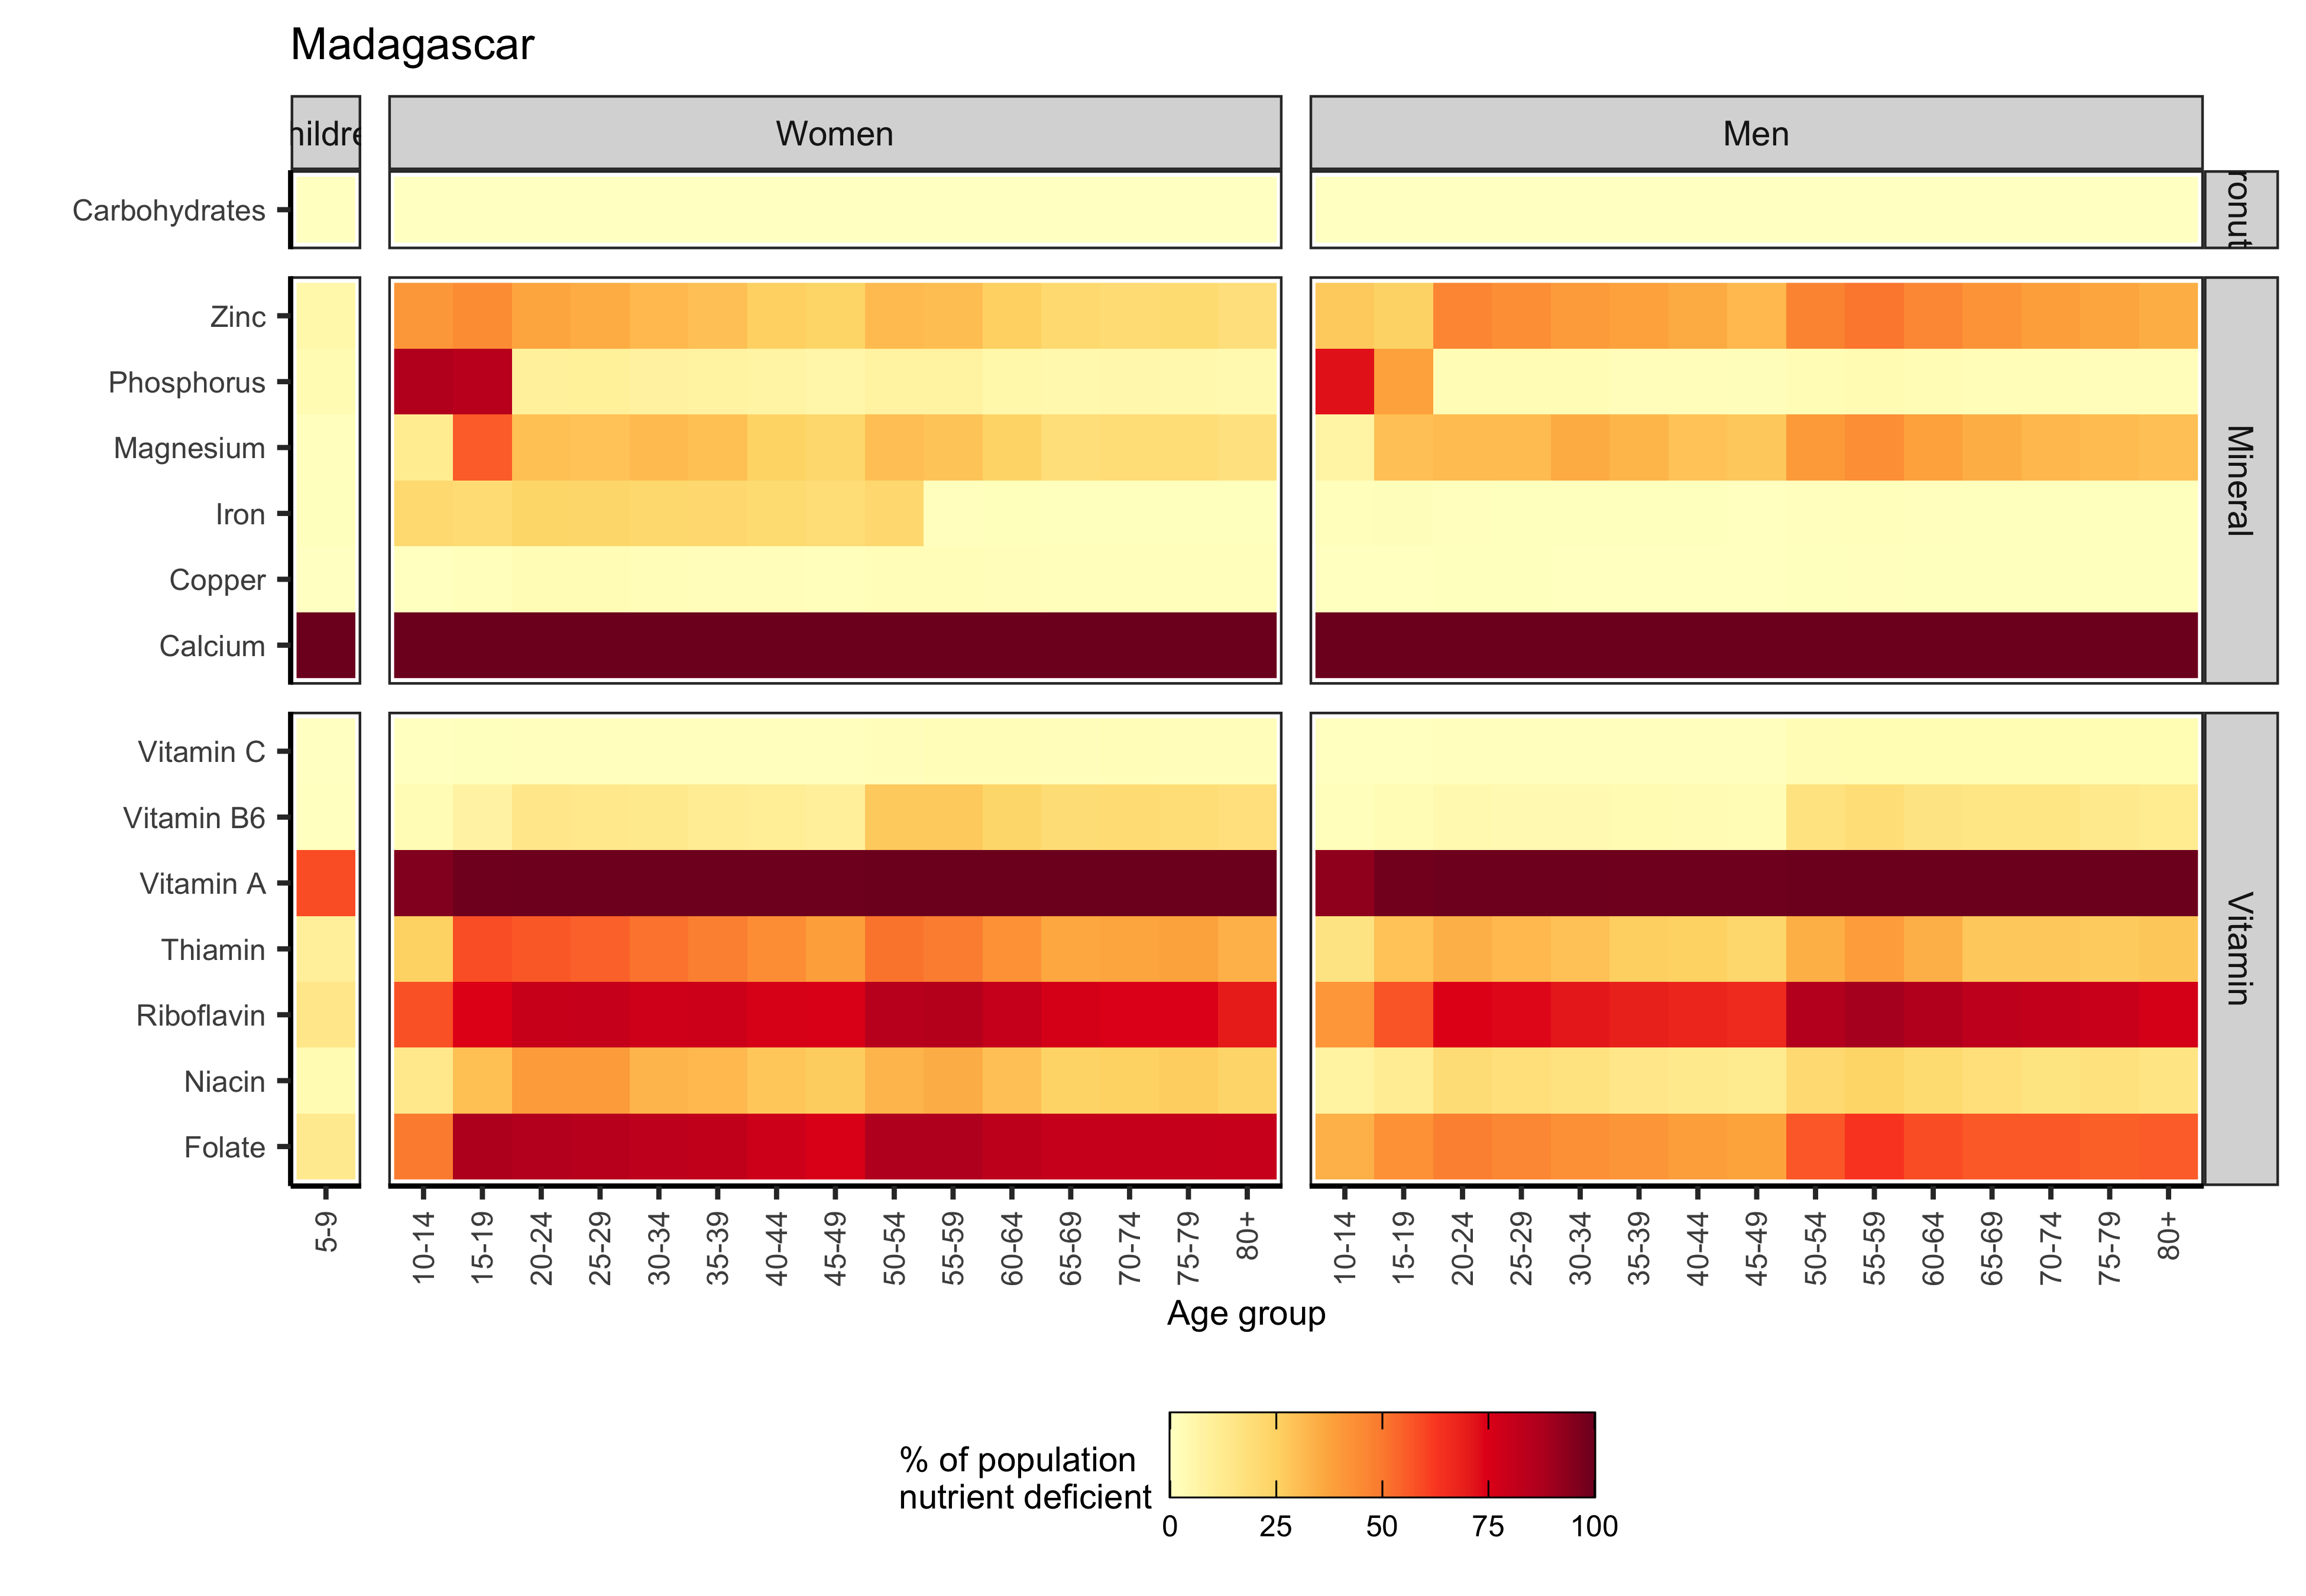 Madagascar
hildre
Women
Men
Carbohydrates
ronut
Zinc
Phosphorus
Magnesium
Iron
Copper
Calcium
Mineral
Vitamin C
Vitamin B6
Vitamin A
Thiamin
Riboflavin
Niacin
Folate
Vitamin
5-9
10-14
15-19
20-24
25-29
30-34
35-39
40-44
45-49
50-54
55-59
60-64
65-69
70-74
75-79
80+
10-14
15-19
20-24
25-29
30-34
35-39
40-44
45-49
50-54
55-59
60-64
65-69
70-74
75-79
80+
Age group
% of population
nutrient deficient
0 25 50 75 100